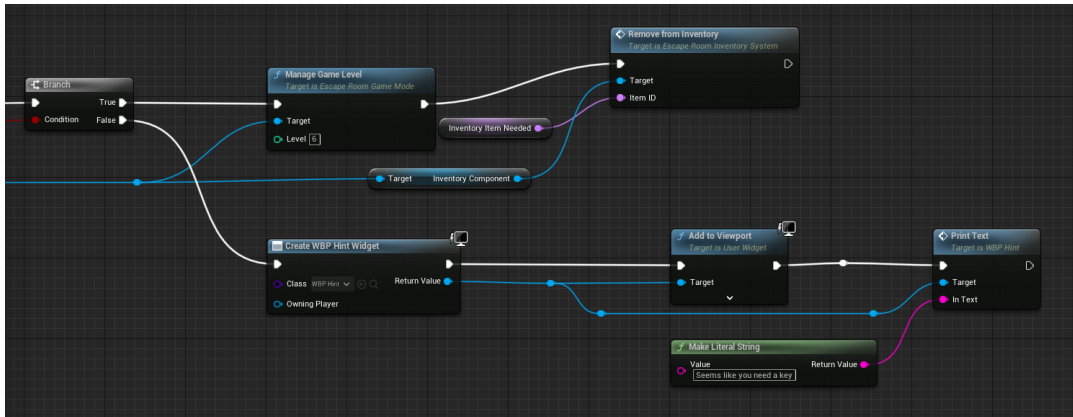 Branch
True
Condition
False
Manage Game Level
Target is Escape Room Game Mode
Target
Level 6
Remove from Inventory
Target is Escape Room Inventory System
Target
Item ID
Inventory Item Needed
Target Inventory Component
Create WBP Hint Widget
Class WBP Hint Return Value
Owning Player
Add to Viewport
Target is User Widget
Target
Print Text
Target is WBP Hint
Target
In Text
Make Literal String
Value Return Value
Seems like you need a key